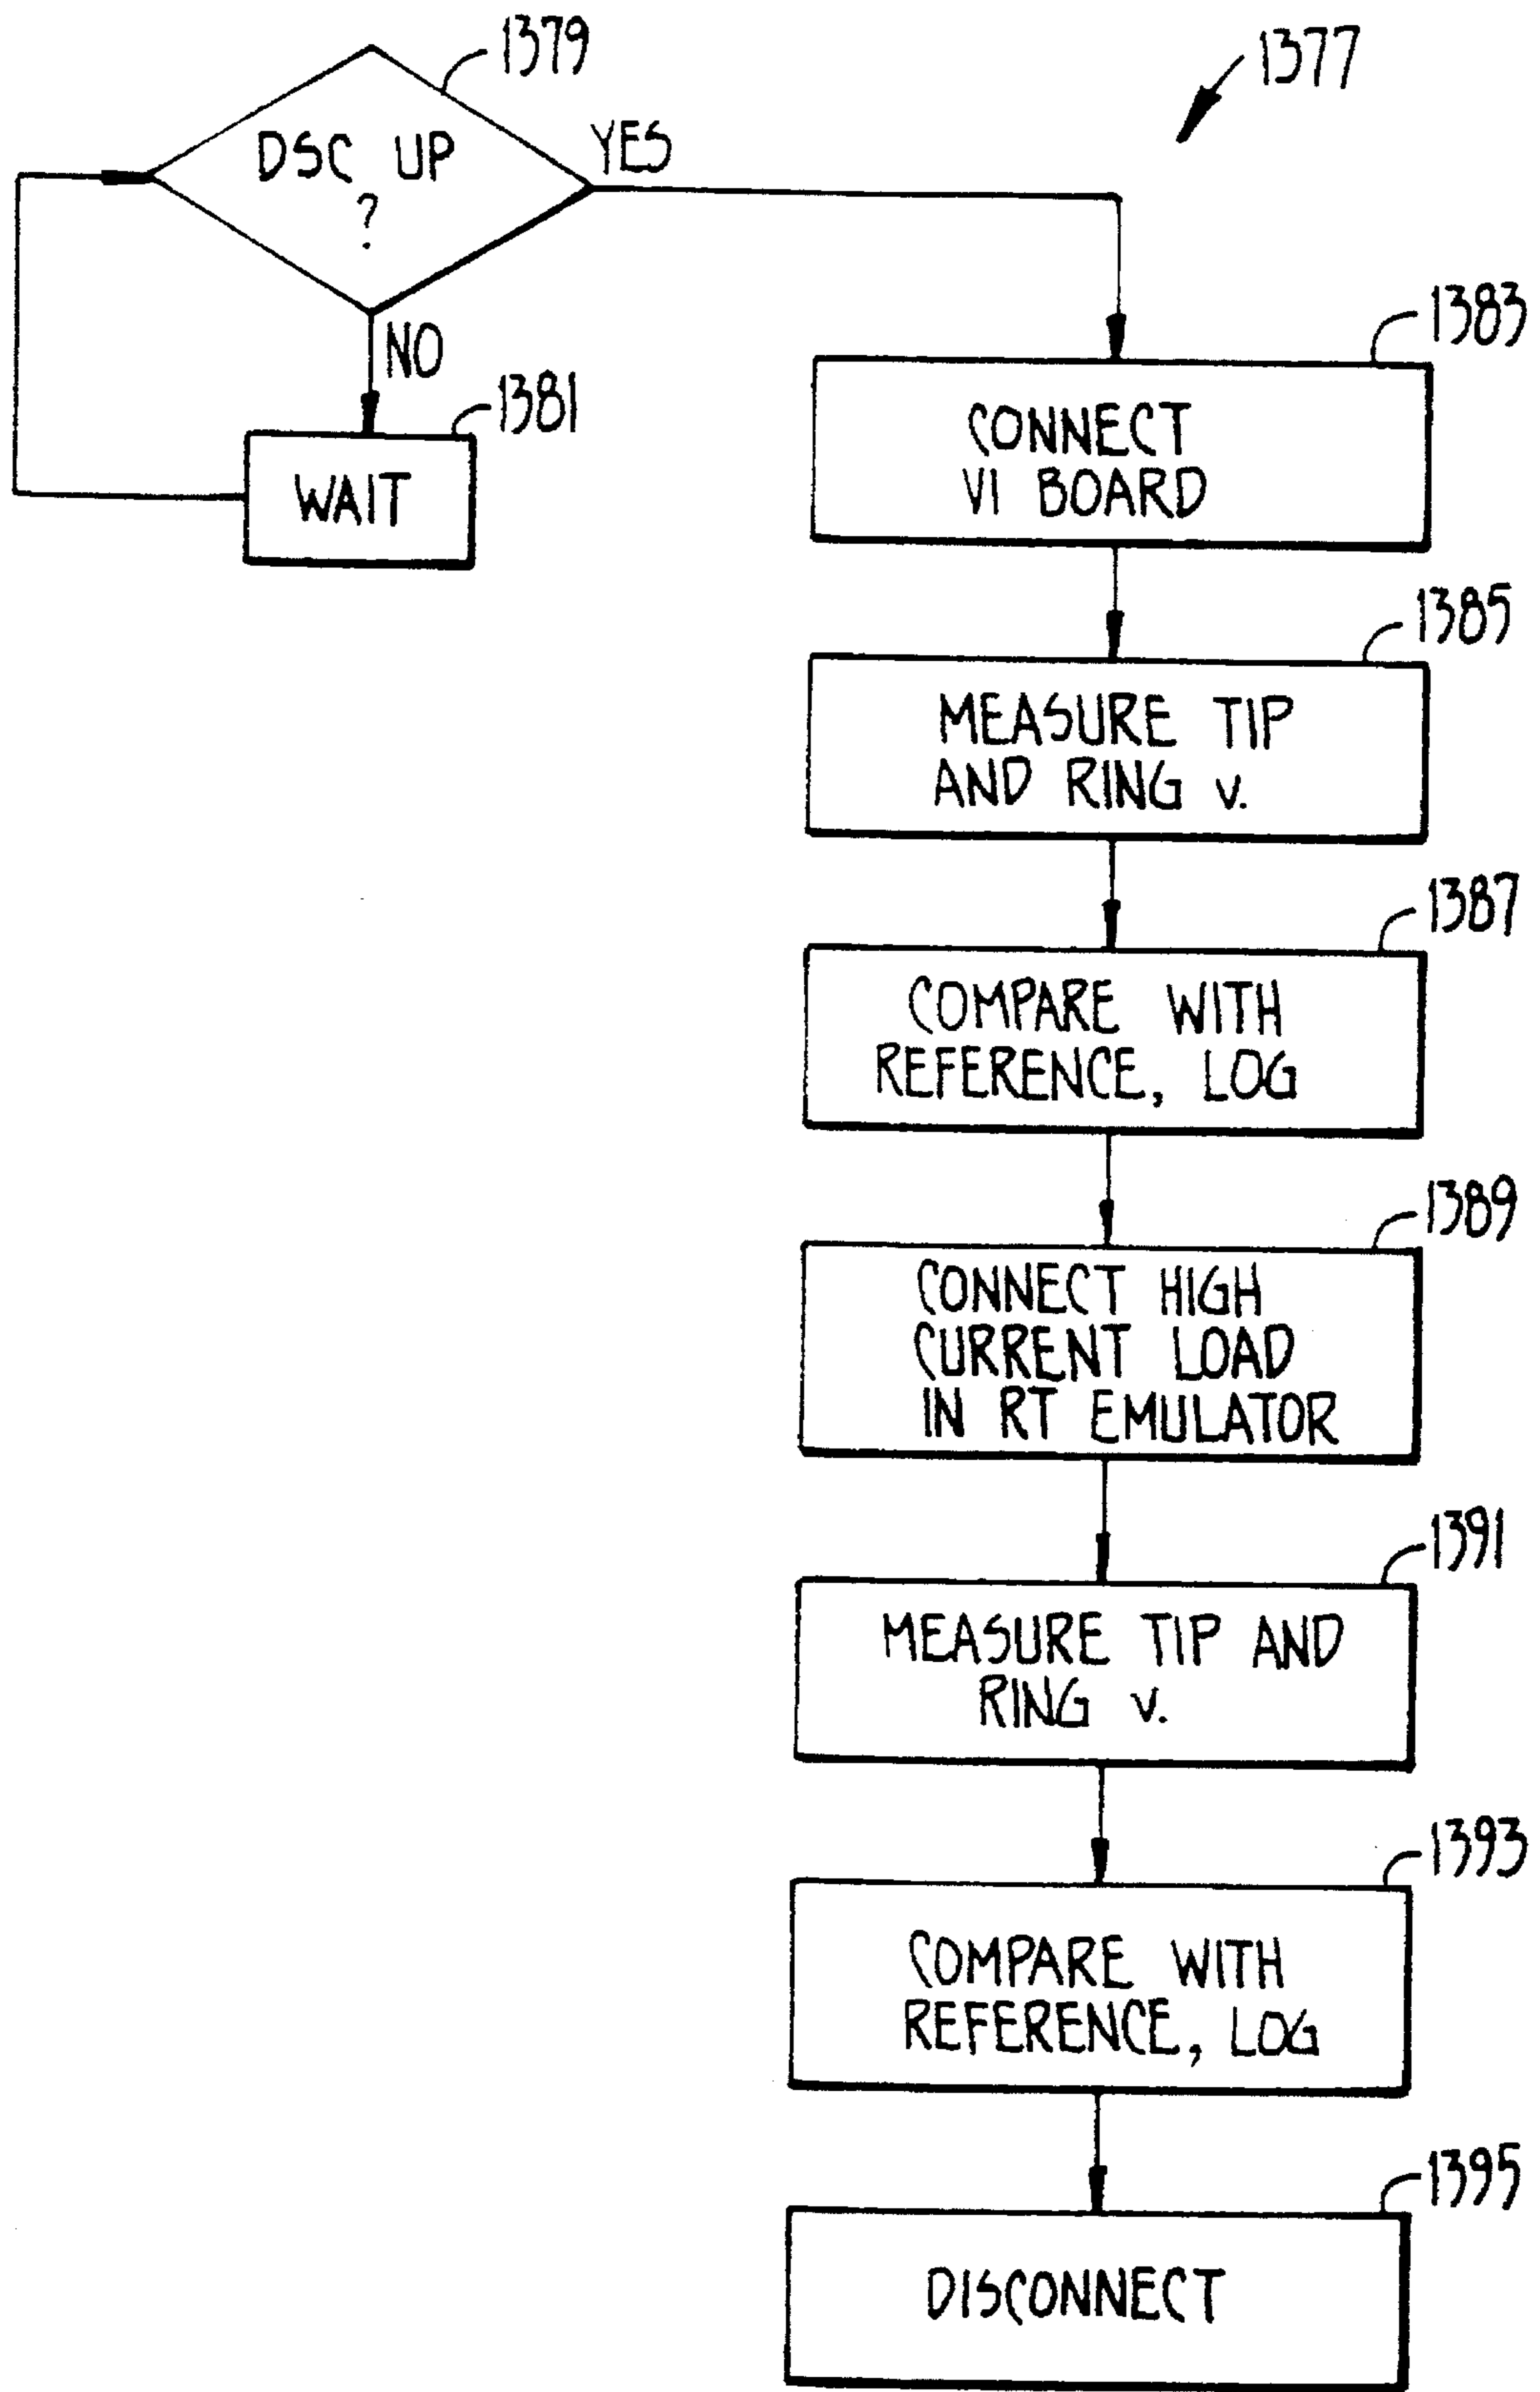 1379
1377
DSC UP
?
YES
NO
1381
WAIT
1383
CONNECT
VI BOARD
1385
MEASURE TIP
AND RING v.
1387
COMPARE WITH
REFERENCE, LOG
1389
CONNECT HIGH
CURRENT LOAD
IN RT EMULATOR
1391
MEASURE TIP AND
RING v.
1393
COMPARE WITH
REFERENCE, LOG
1395
DISCONNECT